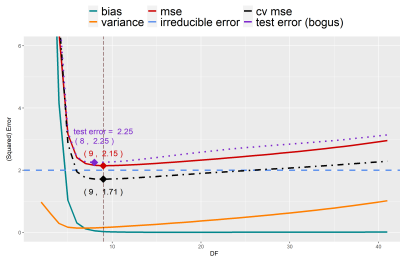 bias mse cv mse
variance irreducible error test error (bogus)
6
test error = 2.25
( 8 , 2.25 )
(Squared) Error
4
( 9 , 2.15 )
2
( 9 , 1.71 )
0
10 20 30 40
DF